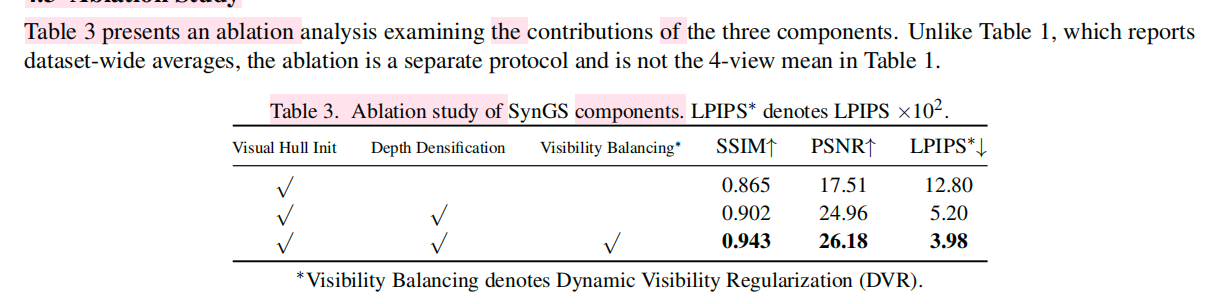 4.3 Ablation Study
Table 3 presents an ablation analysis examining the contributions of the three components. Unlike Table 1, which reports
dataset-wide averages, the ablation is a separate protocol and is not the 4-view mean in Table 1.
Table 3. Ablation study of SynGS components. LPIPS* denotes LPIPS ×10².
Visual Hull Init Depth Densification Visibility Balancing* SSIM↑ PSNR↑ LPIPS*↓
✓ 0.865 17.51 12.80
✓ ✓ 0.902 24.96 5.20
✓ ✓ ✓ 0.943 26.18 3.98
*Visibility Balancing denotes Dynamic Visibility Regularization (DVR).